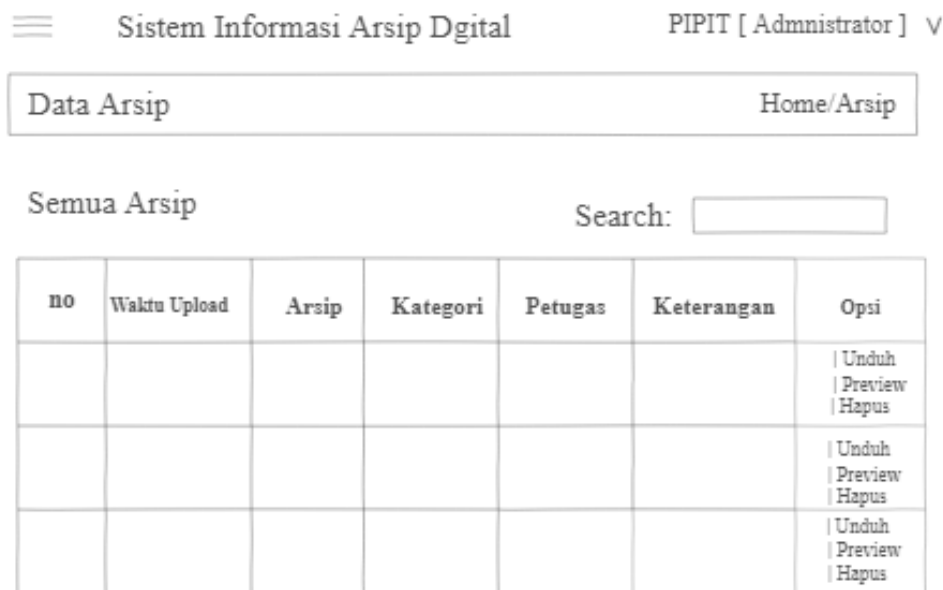 Sistem Informasi Arsip Dgital PIPIT [ Admnistrator ] V
Data Arsip Home/Arsip
Semua Arsip Search:
no Waktu Upload Arsip Kategori Petugas Keterangan Opsi
| Unduh
| Preview
| Hapus
| Unduh
| Preview
| Hapus
| Unduh
| Preview
| Hapus